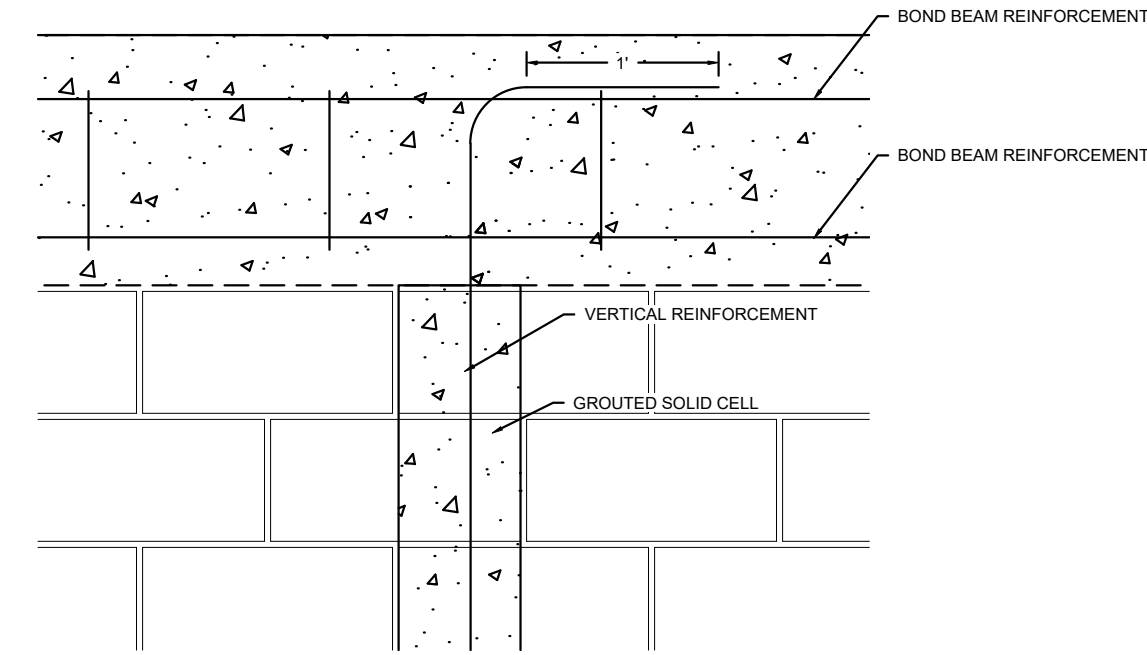 BOND BEAM REINFORCEMENT
1'
BOND BEAM REINFORCEMENT
VERTICAL REINFORCEMENT
GROUTED SOLID CELL